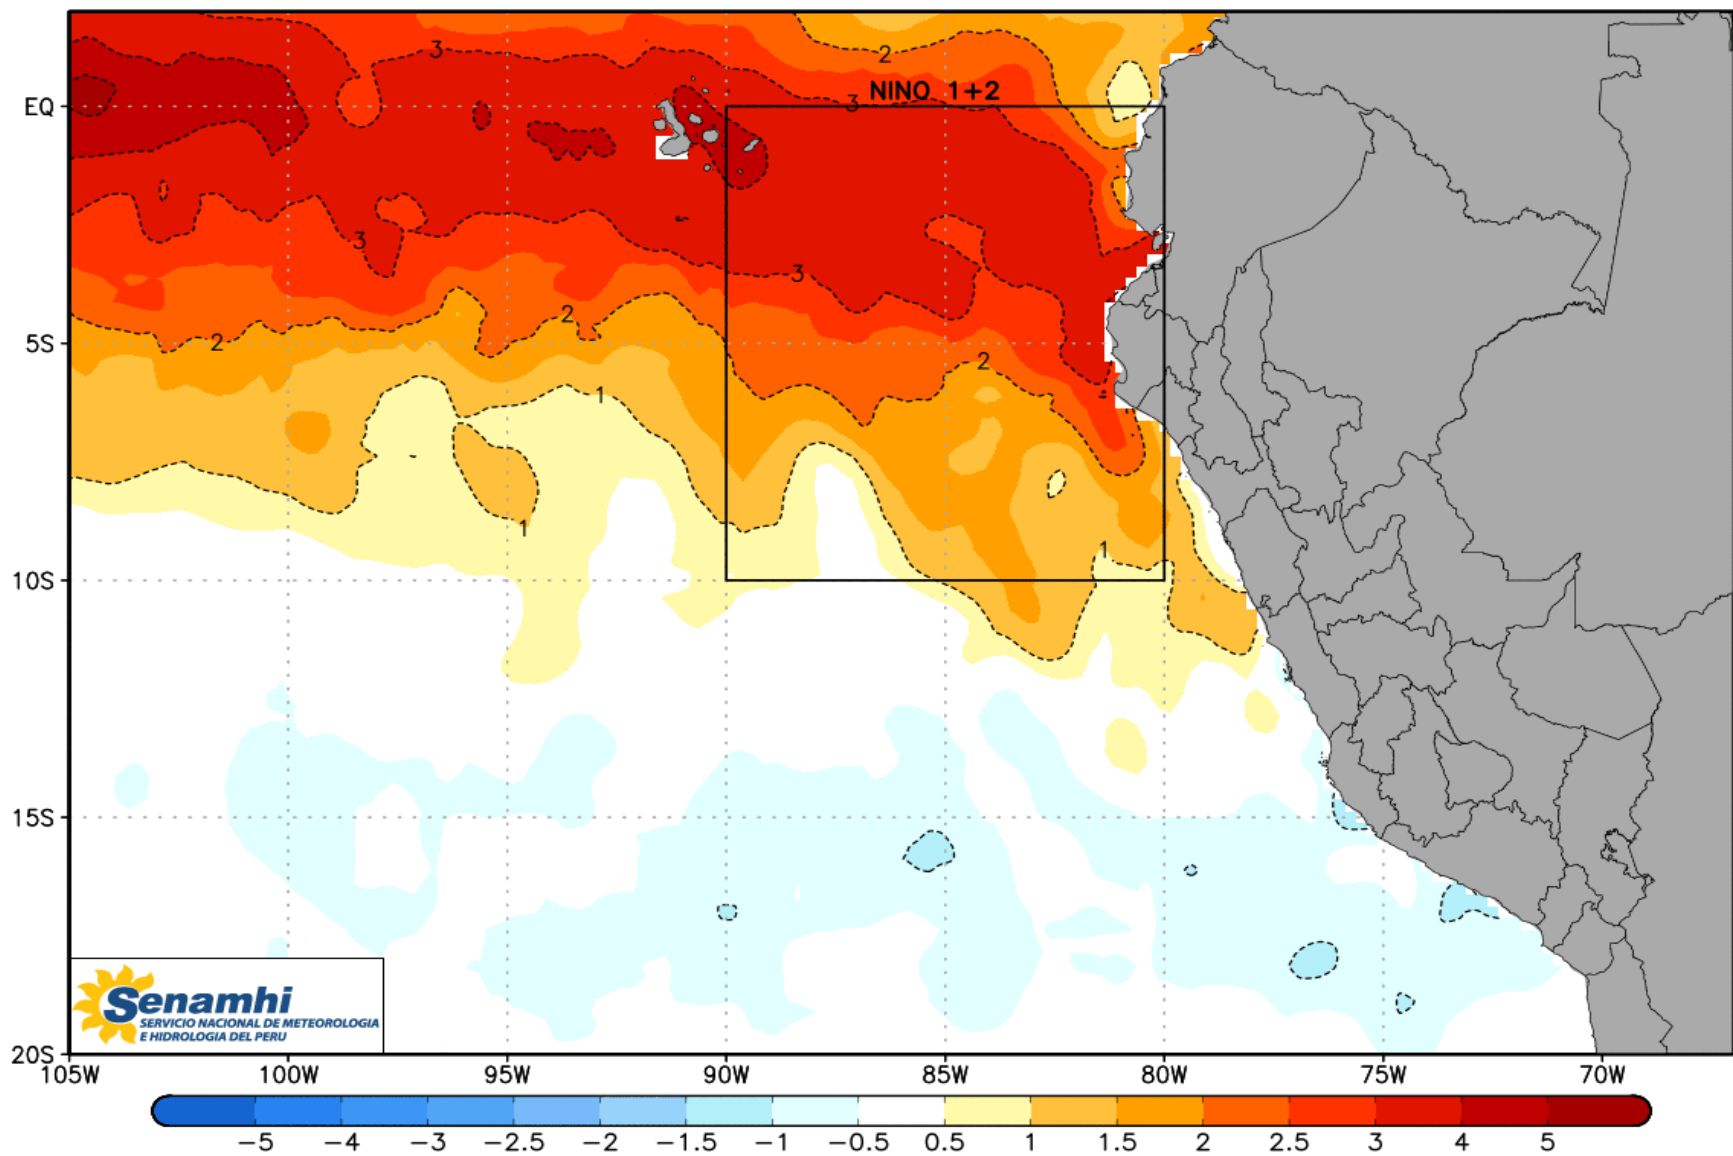 3
2
3
NINO 1+2
EQ
3
3
2
2
5S
2
1
1
1
10S
15S
Senamhi
SERVICIO NACIONAL DE METEOROLOGIA
E HIDROLOGIA DEL PERU
20S
105W 100W 95W 90W 85W 80W 75W 70W
-5 -4 -3 -2.5 -2 -1.5 -1 -0.5 0.5 1 1.5 2 2.5 3 4 5